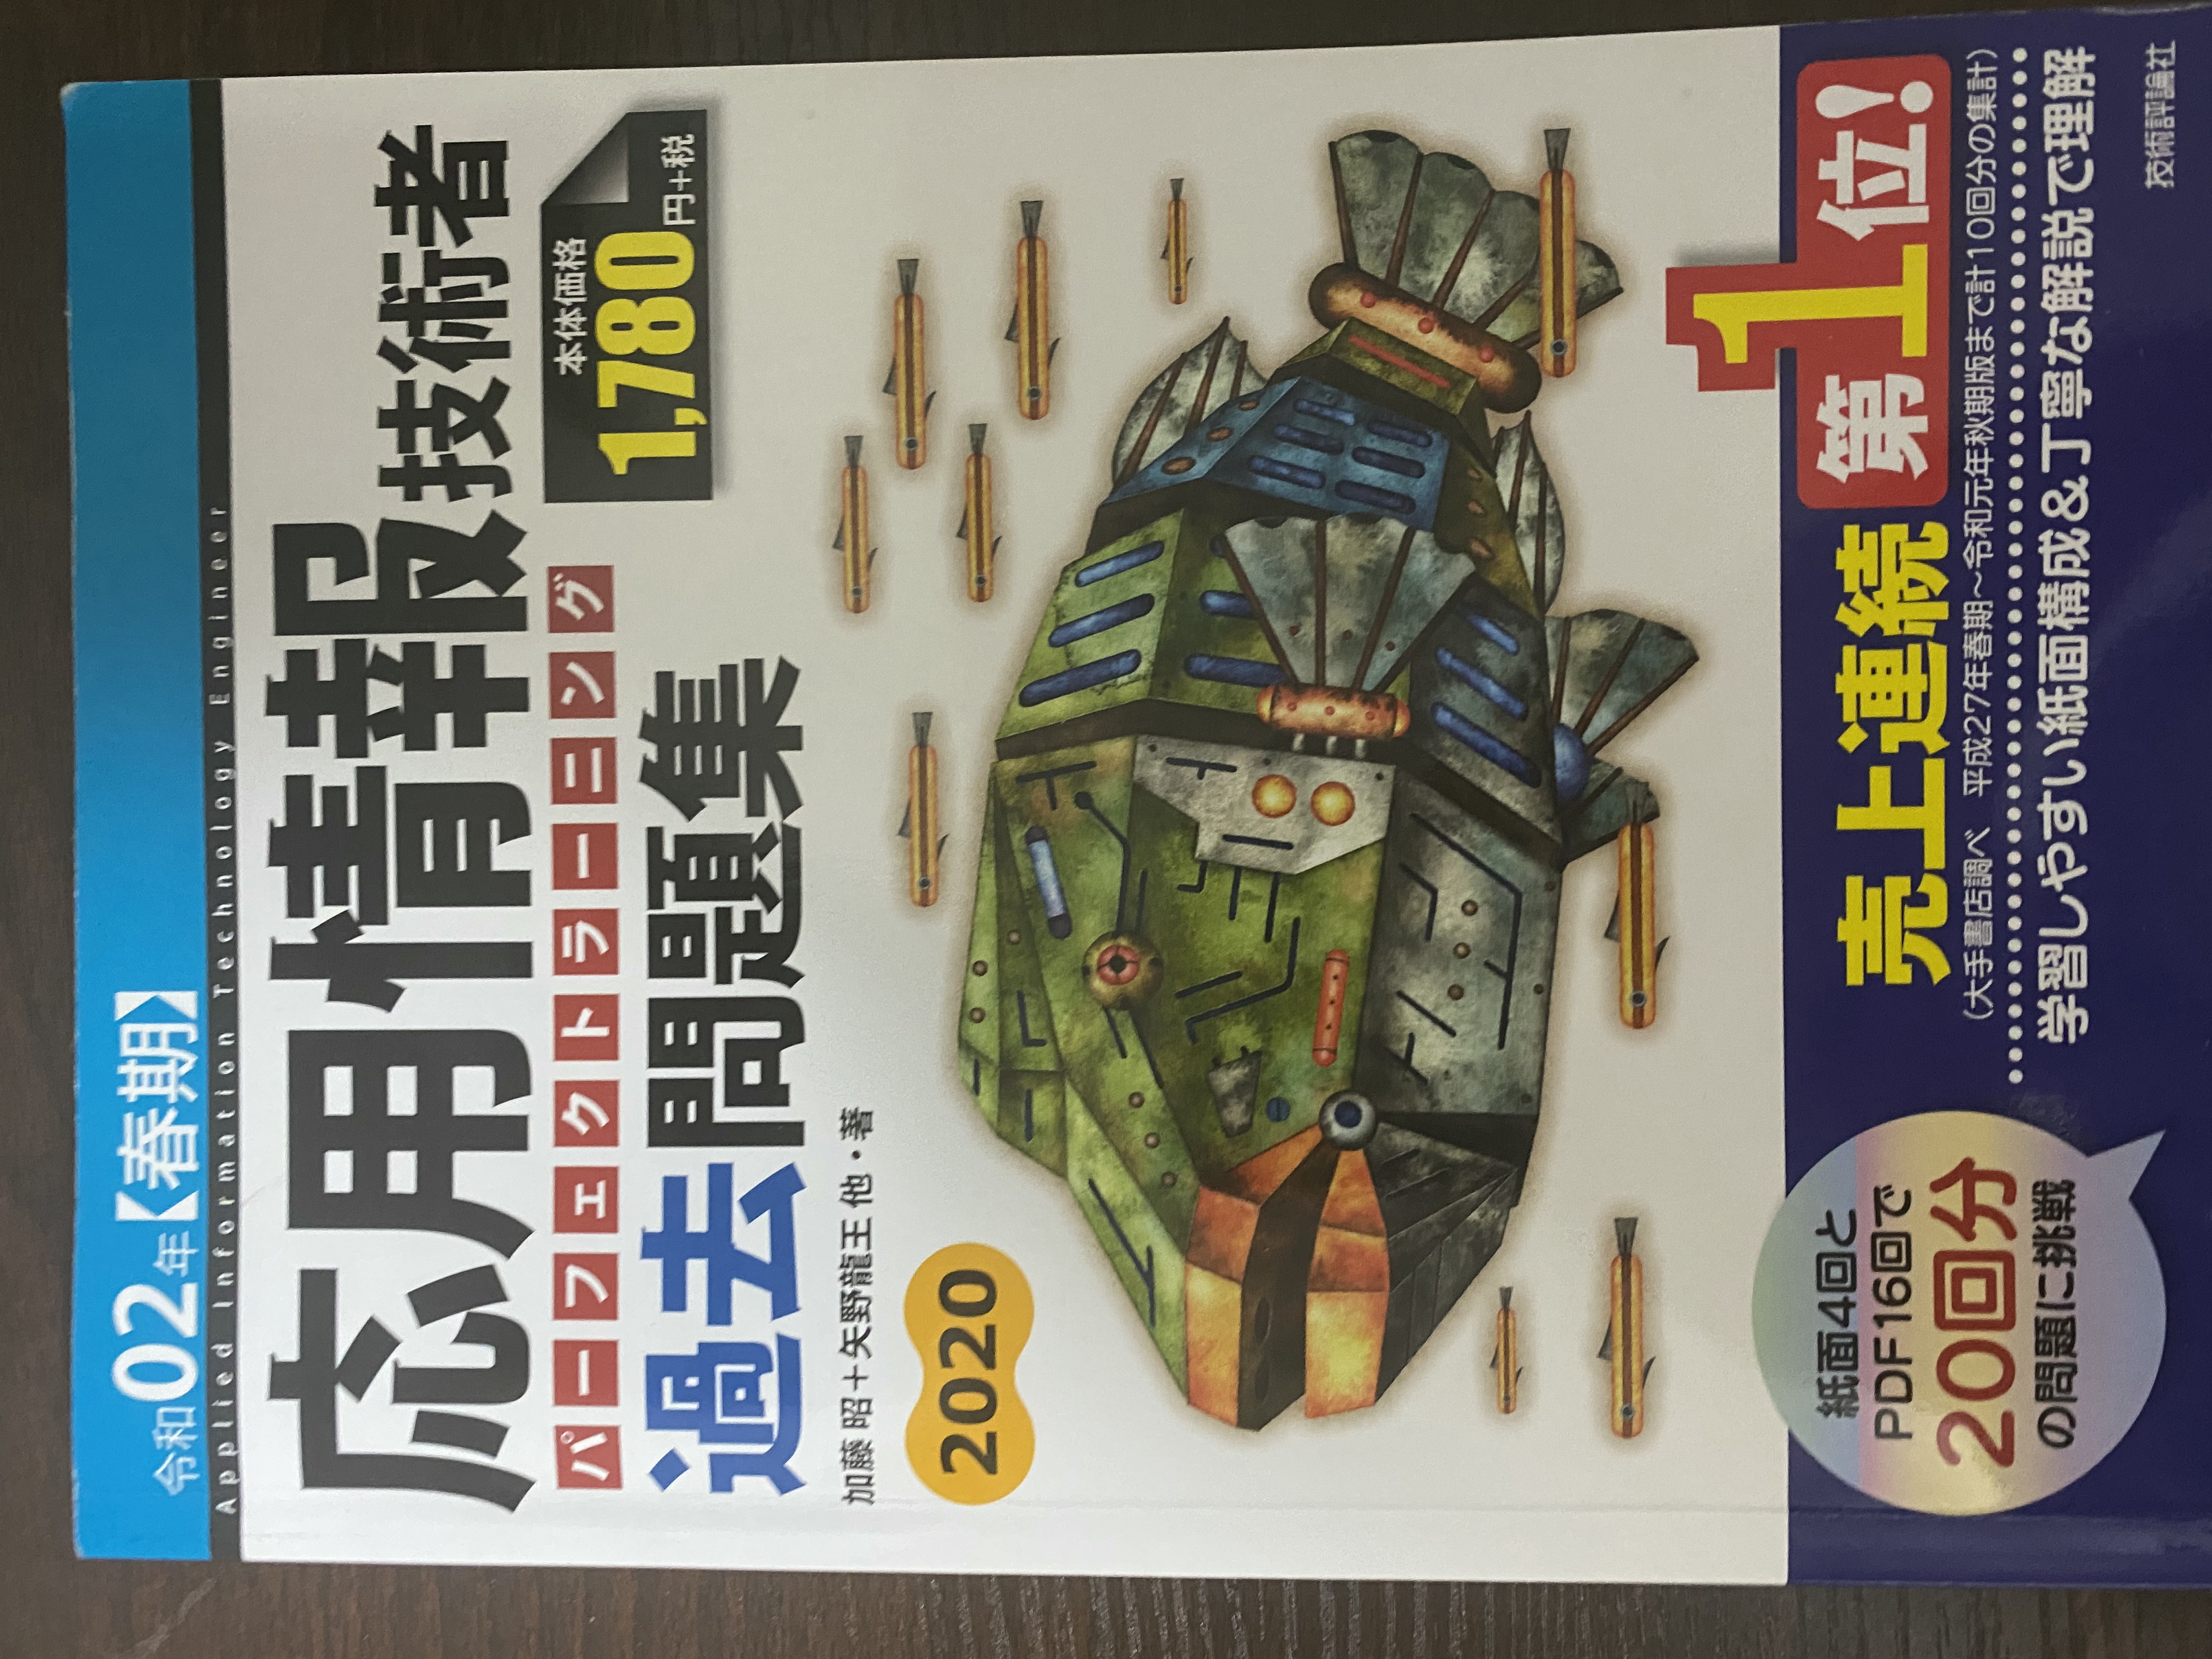 令和02年【春期】
Applied Information Technology Engineer
応用情報技術者
パーフェクトラーニング
過去問題集
本体価格
1,780円+税
加藤 昭+矢野龍王 他・著
2020
紙面4回と
PDF16回で
20回分
の問題に挑戦
売上連続第1位!
(大手書店調べ 平成27年春期～令和元年秋期版まで計10回分の集計)
学習しやすい紙面構成&丁寧な解説で理解
技術評論社